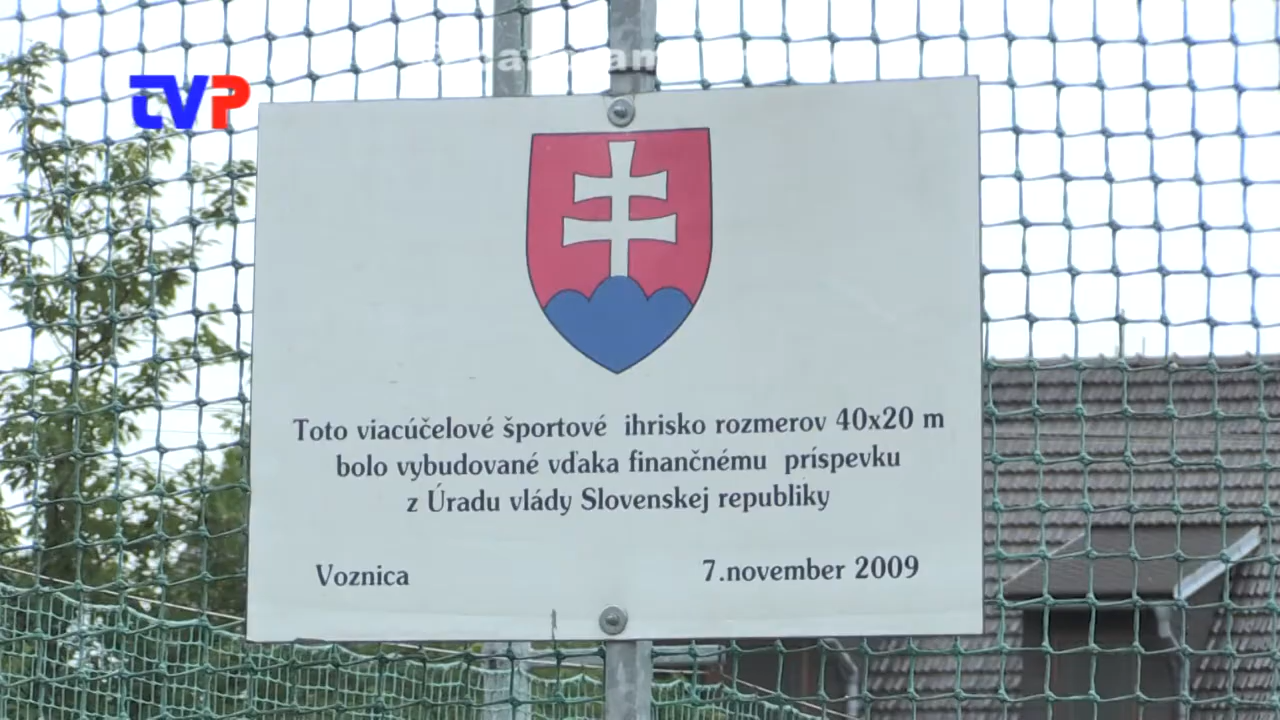 TVP
Toto viacúčelové športové ihrisko rozmerov 40x20 m
bolo vybudované vďaka finančnému príspevku
z Úradu vlády Slovenskej republiky
Voznica 7.november 2009